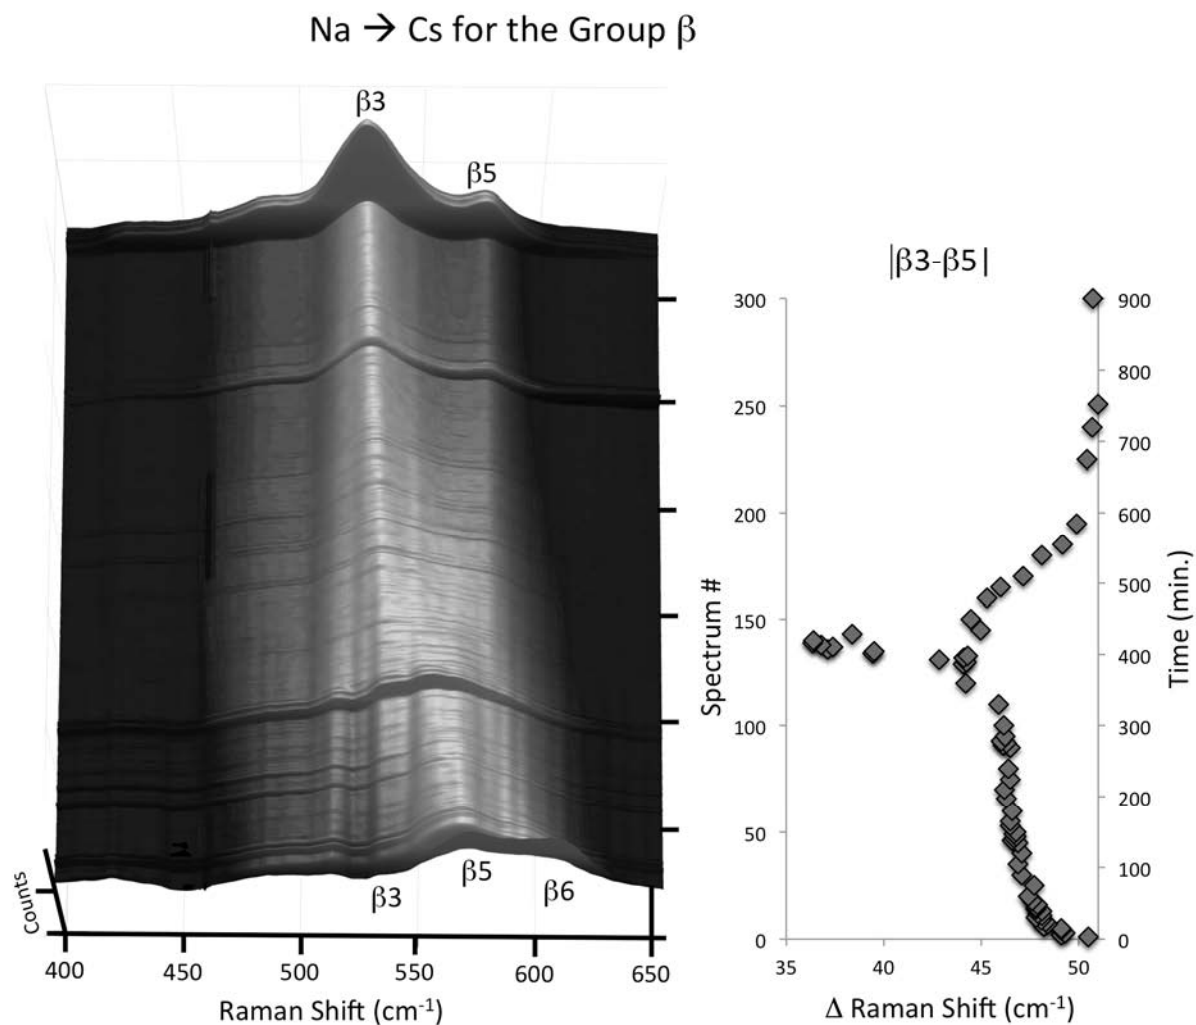 Na → Cs for the Group β
β3
β5
β3
β5
β6
Counts
400
450
500
550
600
650
Raman Shift (cm-1)
|β3-β5|
300
250
200
150
100
50
0
Spectrum #
900
800
700
600
500
400
300
200
100
0
Time (min.)
35
40
45
50
Δ Raman Shift (cm-1)